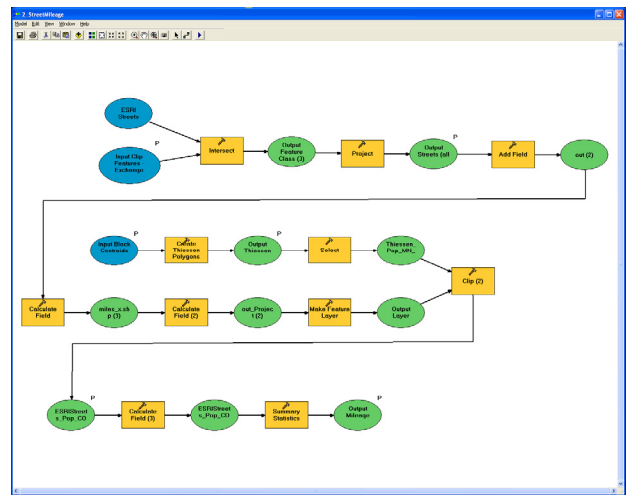 2_StreetMileage
Model Edit View Window Help
ESRI
Streets
P
Input Clip
Features -
Exchange
Intersect
Output
Feature
Class (3)
Project
P
Output
Streets (all
Add Field
out (2)
P
Input Block
Centroids
Create
Thiessen
Polygons
P
Output
Thiessen
Select
Thiessen_
Pop_MN_
Clip (2)
Calculate
Field
miles_x.sh
p (3)
Calculate
Field (2)
out_Projec
t (2)
Make Feature
Layer
Output
Layer
P
ESRIStreet
s_Pop_CO
Calculate
Field (3)
ESRIStreet
s_Pop_CO
Summary
Statistics
P
Output
Mileage